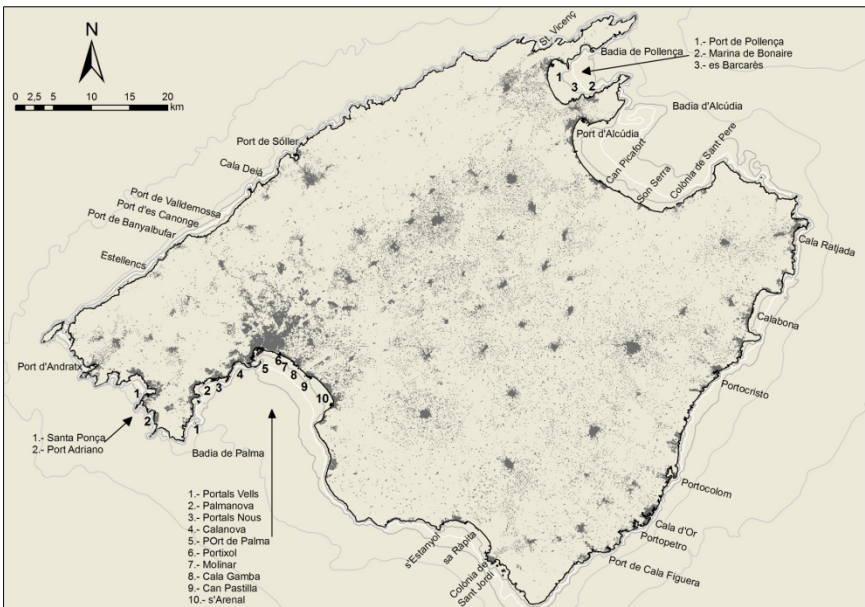 N
0 2,5 5 10 15 20
km
St. Vicenç
Badia de Pollença
1.- Port de Pollença
2.- Marina de Bonaire
3.- es Barcarès
1
3
2
Badia d'Alcúdia
Port d'Alcúdia
Can Picafort
Son Serra
Colònia de Sant Pere
Port de Sóller
Cala Deiá
Port de Valldemossa
Port d'es Canonge
Port de Banyalbufar
Estellencs
Cala Ratjada
Calabona
Portocristo
Portocolom
Cala d'Or
Portopetro
Port de Cala Figuera
Port d'Andratx
1
2
1
2
3
4
5
6
7
8
9
10
1.- Santa Ponça
2.- Port Adriano
Badia de Palma
1.- Portals Vells
2.- Palmanova
3.- Portals Nous
4.- Calanova
5.- POrt de Palma
6.- Portixol
7.- Molinar
8.- Cala Gamba
9.- Can Pastilla
10.- s'Arenal
s'Estanyol
sa Ràpita
Colònia de
Sant Jordi